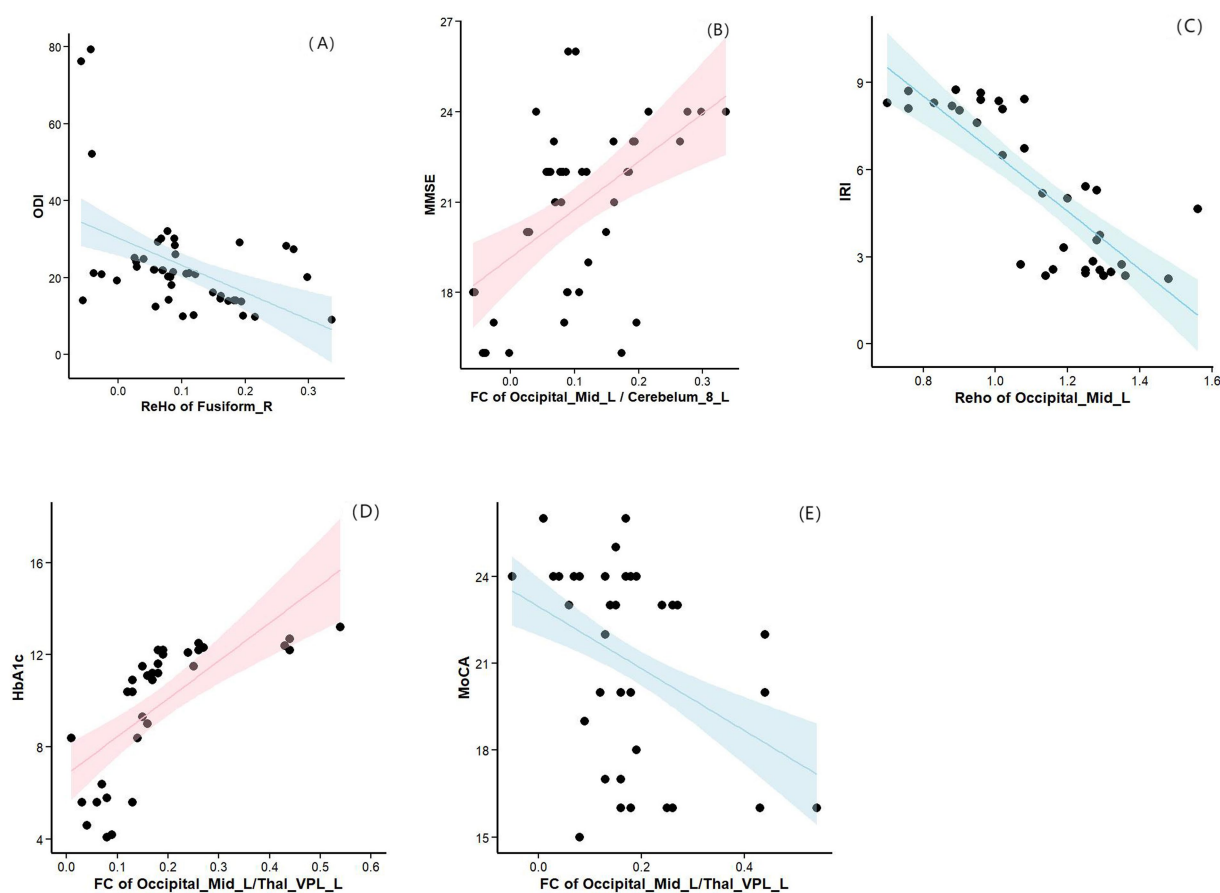 (A)
80
60
40
20
0
ODI
0.0 0.1 0.2 0.3
ReHo of Fusiform_R
(B)
27
24
21
18
MMSE
0.0 0.1 0.2 0.3
FC of Occipital_Mid_L / Cerebelum_8_L
(C)
9
6
3
0
IRI
0.8 1.0 1.2 1.4 1.6
Reho of Occipital_Mid_L
(D)
16
12
8
4
HbA1c
0.0 0.1 0.2 0.3 0.4 0.5 0.6
FC of Occipital_Mid_L/Thal_VPL_L
(E)
24
21
18
15
MoCA
0.0 0.2 0.4
FC of Occipital_Mid_L/Thal_VPL_L